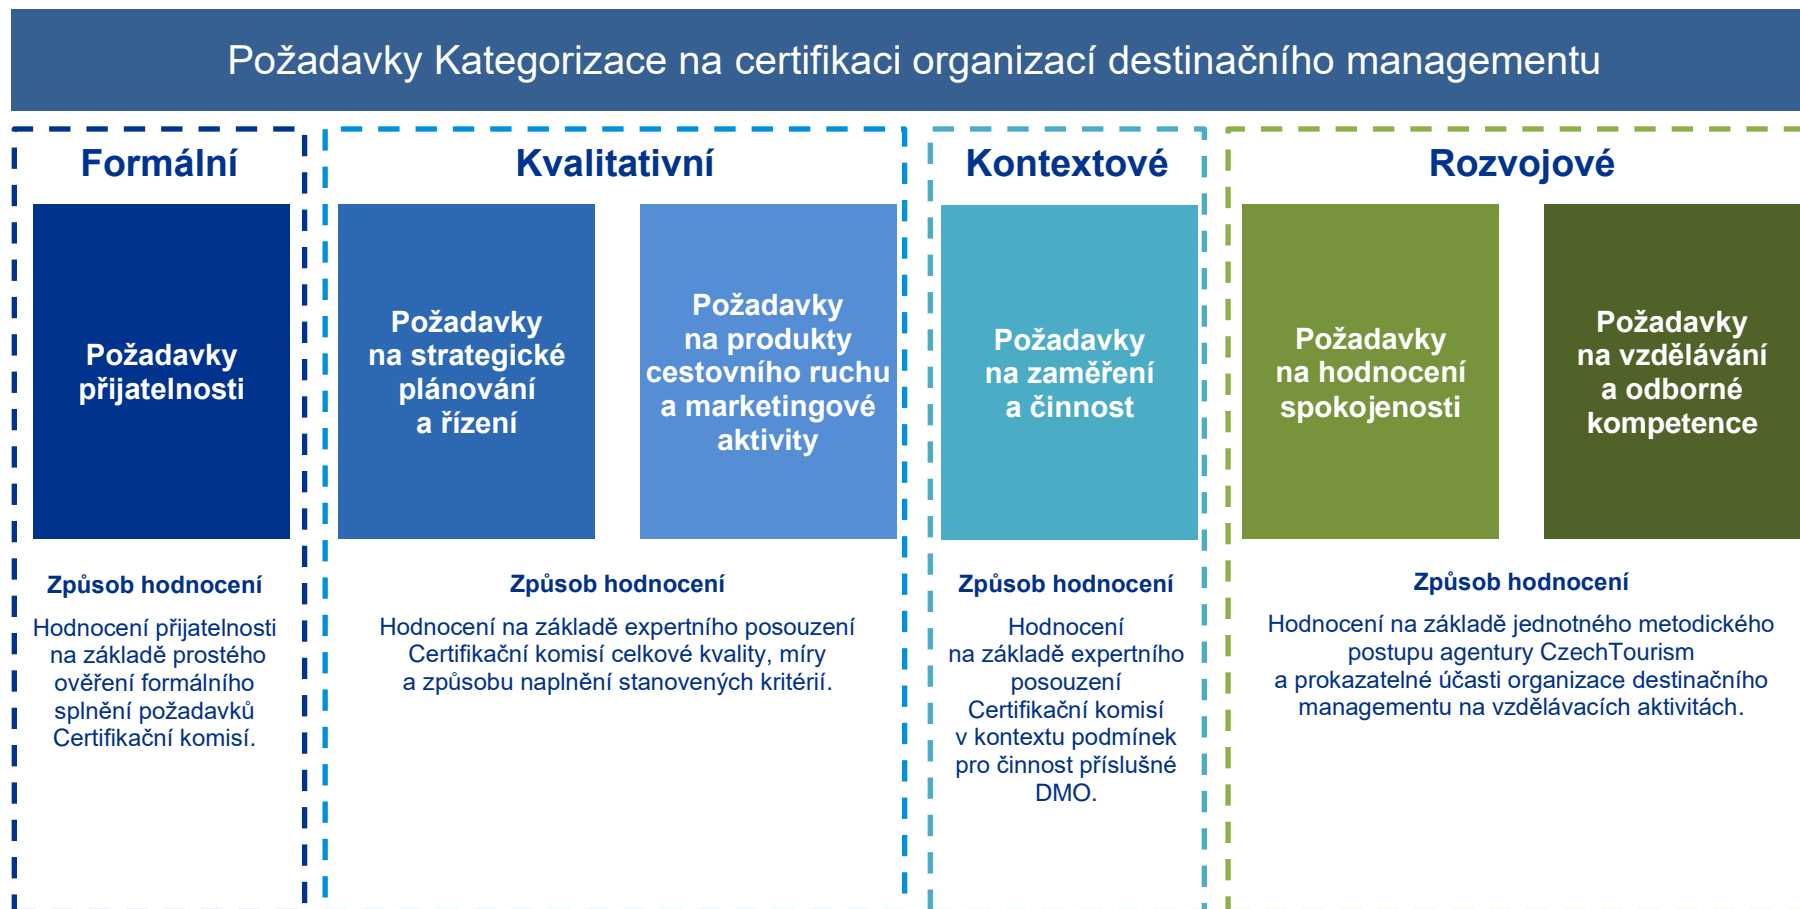 Požadavky Kategorizace na certifikaci organizací destinačního managementu
Formální
Požadavky
přijatelnosti
Způsob hodnocení
Hodnocení přijatelnosti
na základě prostého
ověření formálního
splnění požadavků
Certifikační komisí.
Kvalitativní
Požadavky
na strategické
plánování
a řízení
Požadavky
na produkty
cestovního ruchu
a marketingové
aktivity
Způsob hodnocení
Hodnocení na základě expertního posouzení
Certifikační komisí celkové kvality, míry
a způsobu naplnění stanovených kritérií.
Kontextové
Požadavky
na zaměření
a činnost
Způsob hodnocení
Hodnocení
na základě expertního
posouzení
Certifikační komisí
v kontextu podmínek
pro činnost příslušné
DMO.
Rozvojové
Požadavky
na hodnocení
spokojenosti
Požadavky
na vzdělávání
a odborné
kompetence
Způsob hodnocení
Hodnocení na základě jednotného metodického
postupu agentury CzechTourism
a prokazatelné účasti organizace destinačního
managementu na vzdělávacích aktivitách.